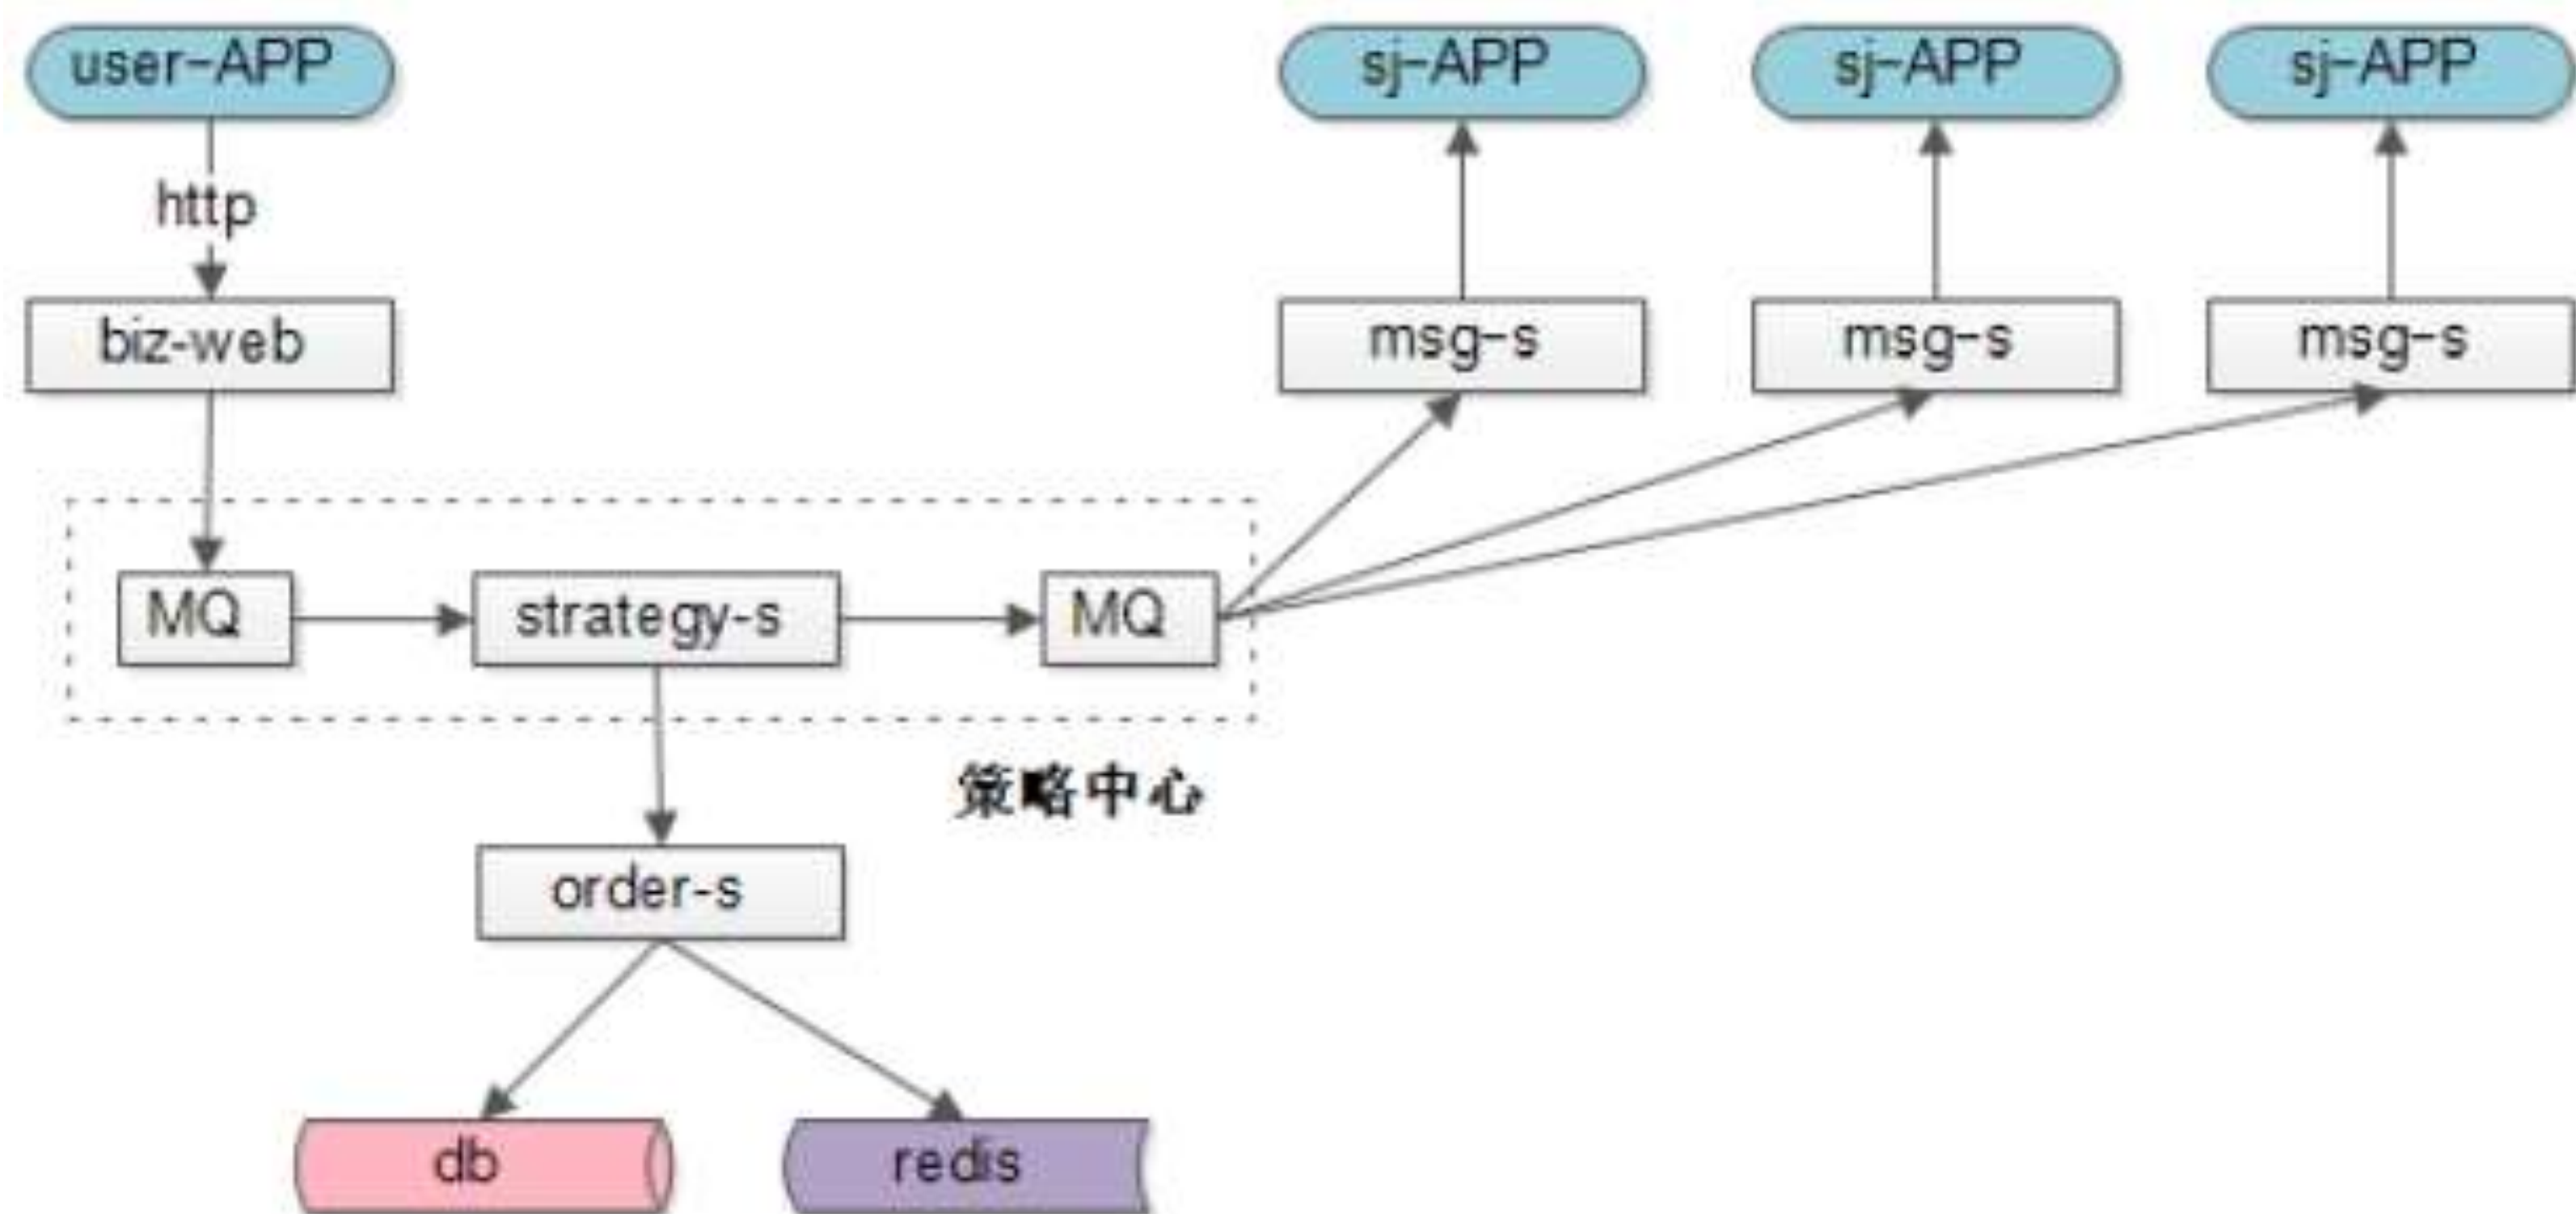 user-APP
sj-APP
sj-APP
sj-APP
http
biz-web
msg-s
msg-s
msg-s
MQ
strategy-s
MQ
策略中心
order-s
db
redis